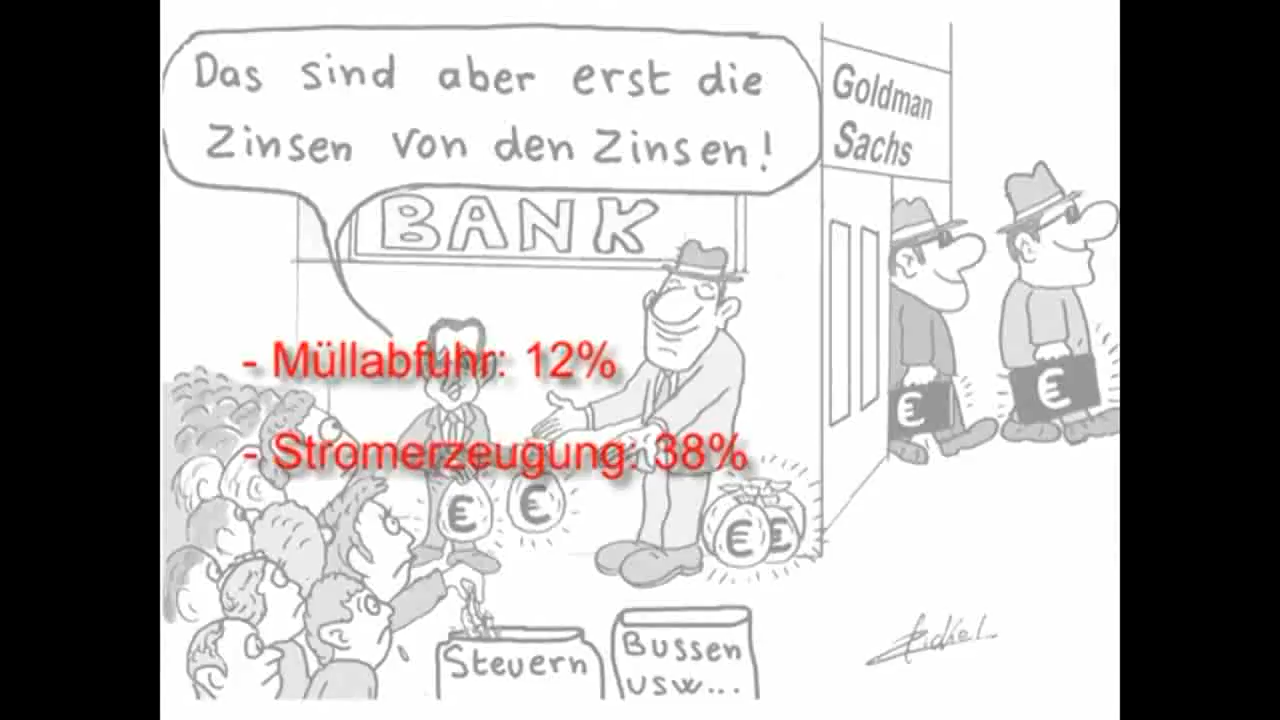 Das sind aber erst die
Zinsen von den Zinsen!
Goldman
Sachs
BANK
- Müllabfuhr: 12%
- Stromerzeugung: 38%
€
€
€
€
€
€
Steuern
Bussen
usw...